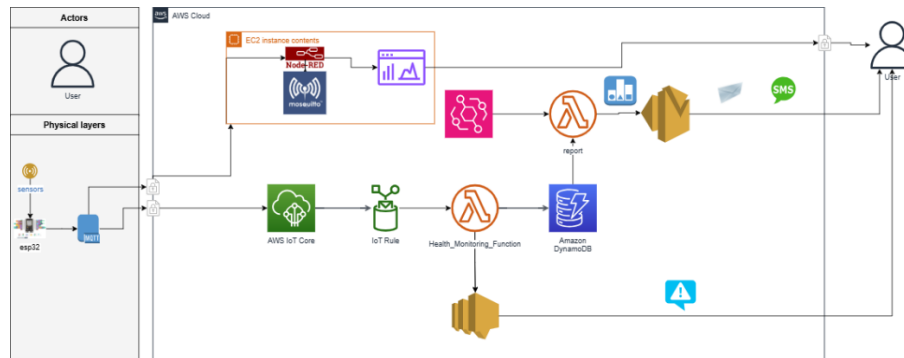 Actors
User
Physical layers
sensors
esp32
MQTT
AWS Cloud
aws
EC2 instance contents
Node-RED
mosquitto
report
SMS
User
AWS IoT Core
IoT Rule
Health_Monitoring_Function
Amazon
DynamoDB